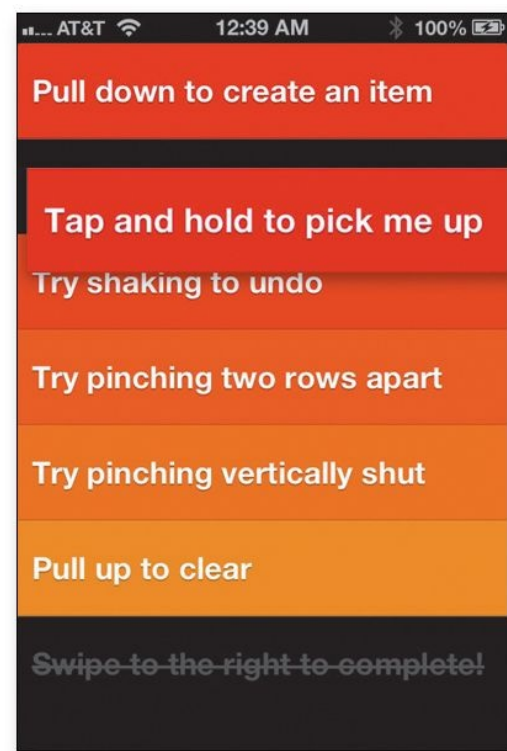 AT&T 12:39 AM 100%
Pull down to create an item
Tap and hold to pick me up
Try shaking to undo
Try pinching two rows apart
Try pinching vertically shut
Pull up to clear
Swipe to the right to complete!